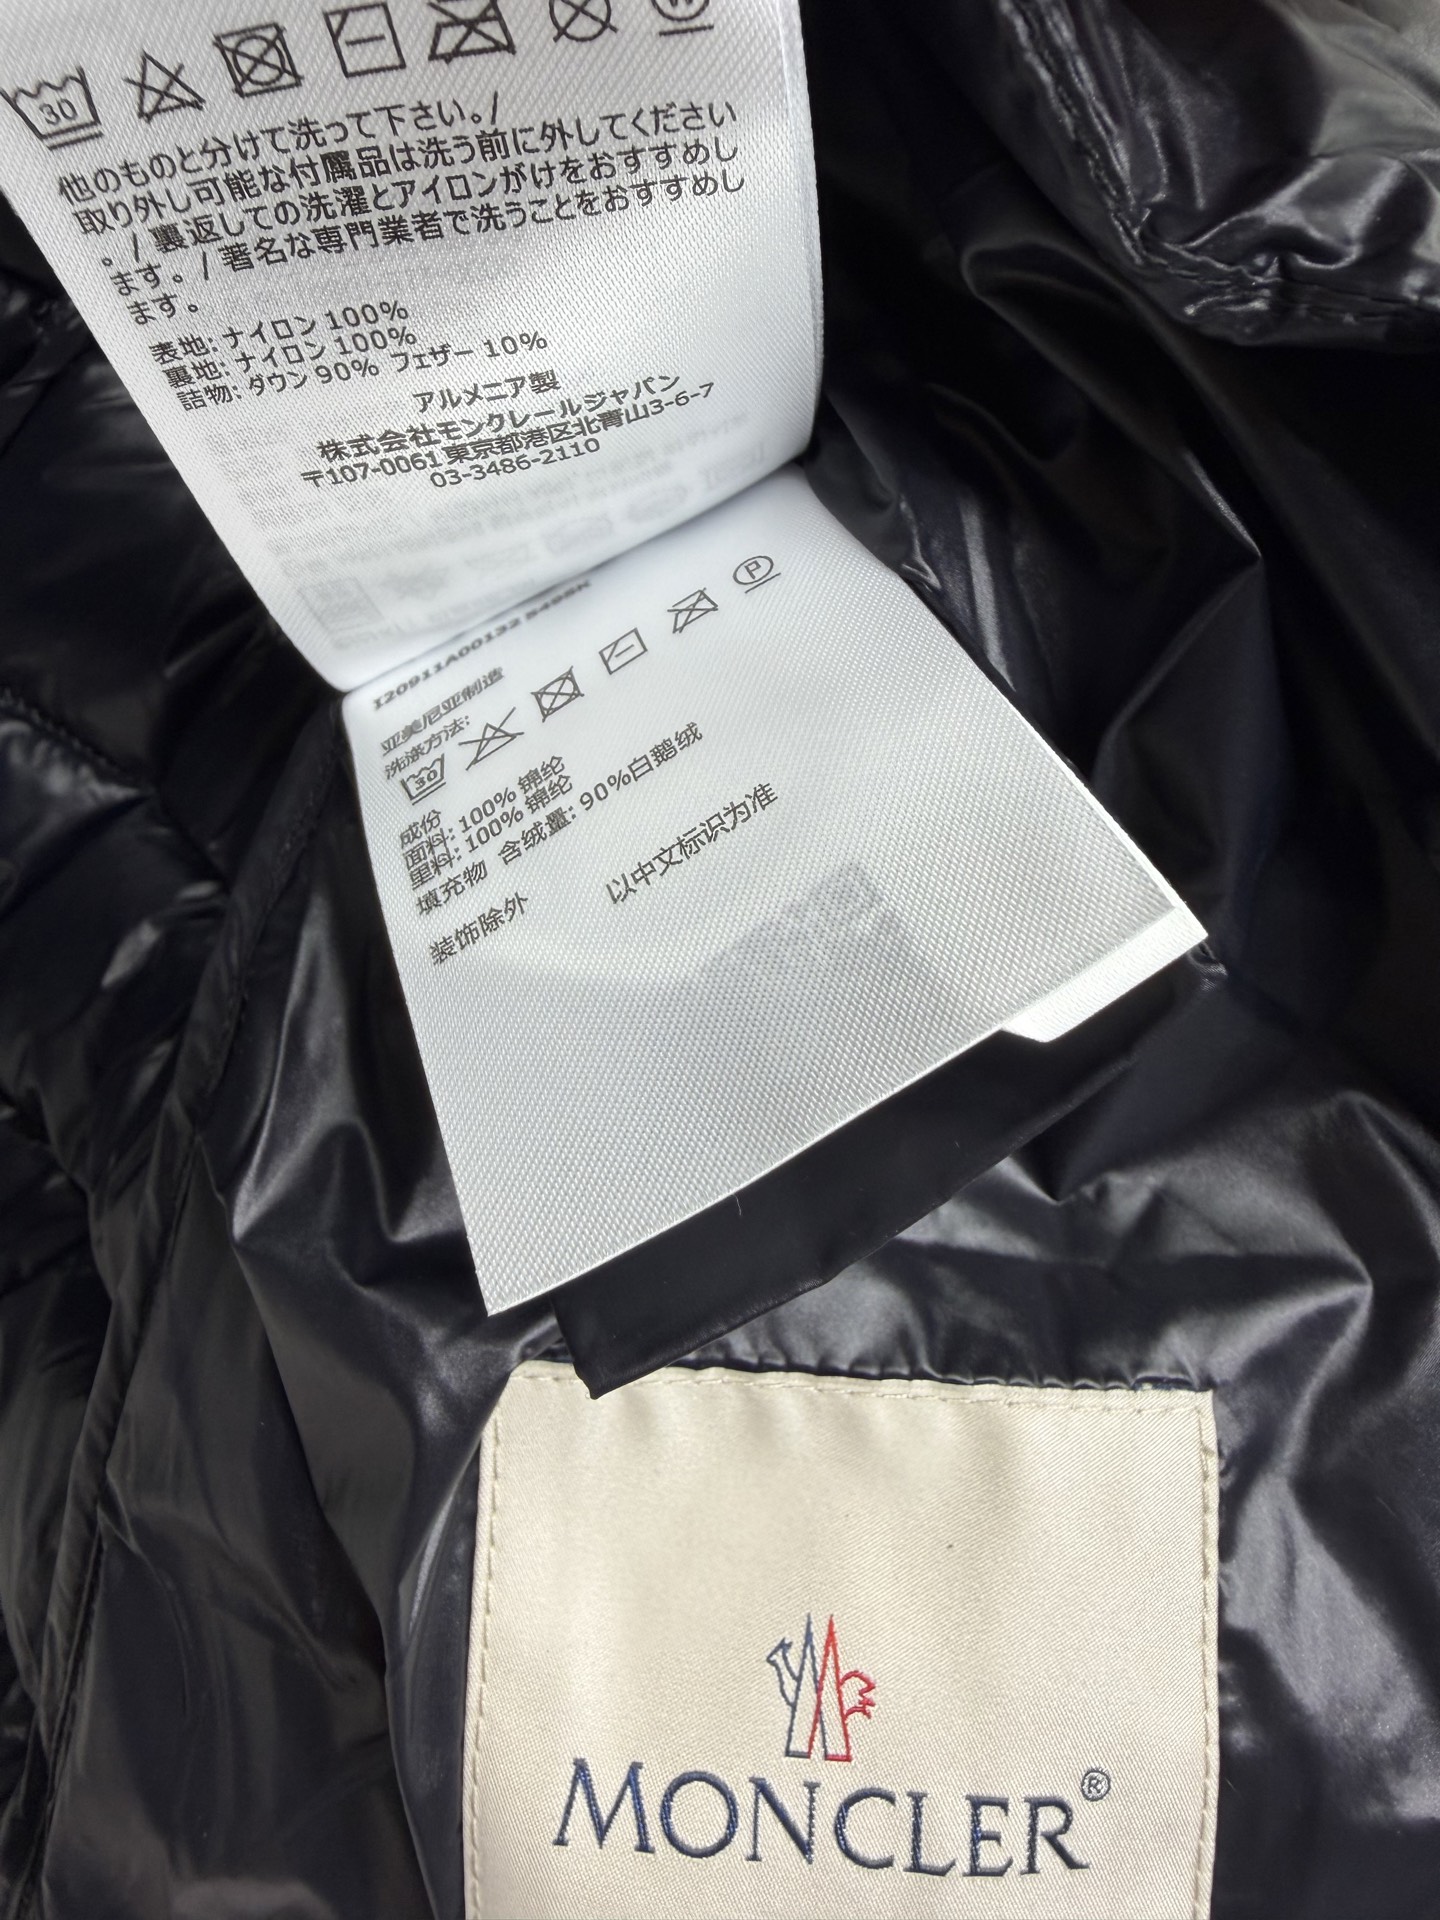 30
他のものと分けて洗って下さい。/
取り外し可能な付属品は洗う前に外してください
。/ 裏返しての洗濯とアイロンがけをおすすめし
ます。/ 著名な専門業者で洗うことをおすすめし
ます。
表地: ナイロン 100%
裏地: ナイロン 100%
詰物: ダウン 90% フェザー 10%
アルメニア製
株式会社モンクレールジャパン
〒107-0061 東京都港区北青山3-6-7
03-3486-2110
I20911A00132 5496K
亚美尼亚制造
洗涤方法:
30
P
成份
面料: 100% 锦纶
里料: 100% 锦纶
填充物 含绒量: 90%白鹅绒
装饰除外 以中文标识为准
MONCLER®